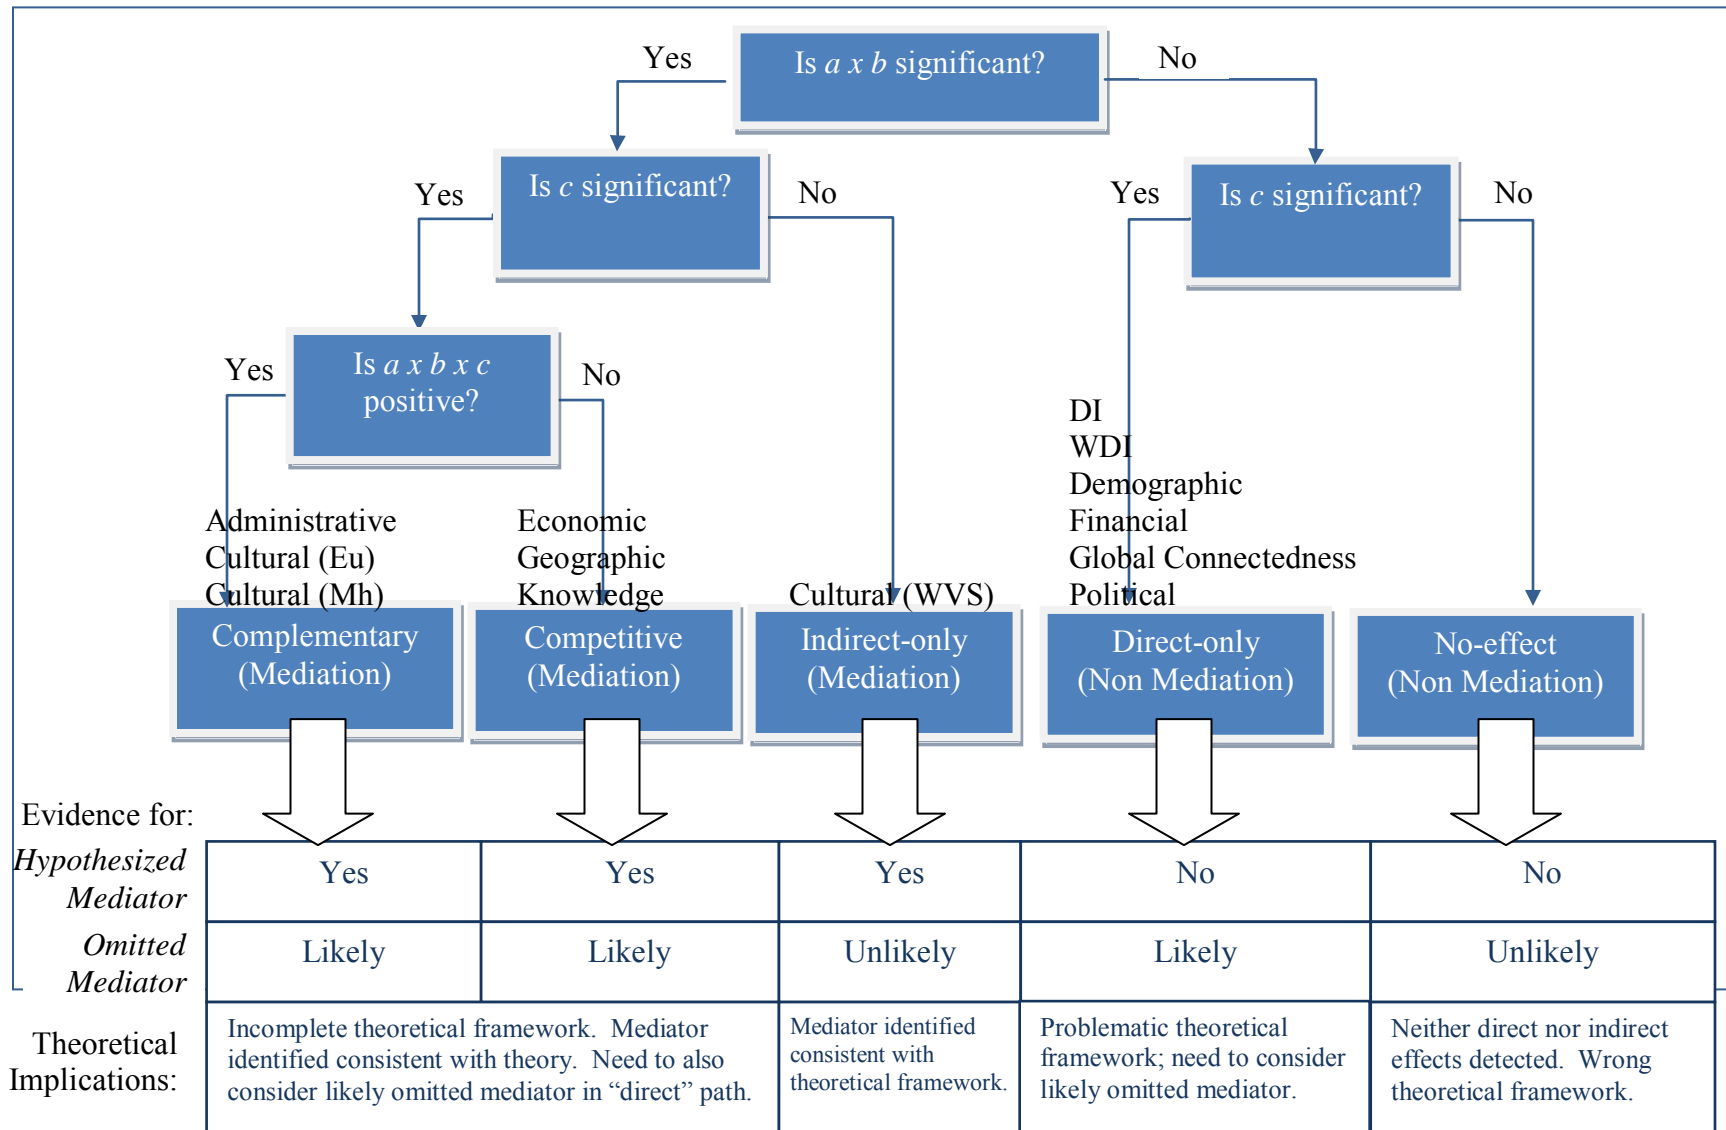 Is a x b significant?
Yes
No
Is c significant?
Yes
No
Is c significant?
Yes
No
Is a x b x c
positive?
Yes
No
Administrative
Cultural (Eu)
Cultural (Mh)
Economic
Geographic
Knowledge
Cultural (WVS)
DI
WDI
Demographic
Financial
Global Connectedness
Political
Complementary
(Mediation)
Competitive
(Mediation)
Indirect-only
(Mediation)
Direct-only
(Non Mediation)
No-effect
(Non Mediation)
Evidence for:
Hypothesized
Mediator
Yes
Yes
Yes
No
No
Omitted
Mediator
Likely
Likely
Unlikely
Likely
Unlikely
Theoretical
Implications:
Incomplete theoretical framework.  Mediator
identified consistent with theory.  Need to also
consider likely omitted mediator in “direct” path.
Mediator identified
consistent with
theoretical framework.
Problematic theoretical
framework; need to consider
likely omitted mediator.
Neither direct nor indirect
effects detected.  Wrong
theoretical framework.